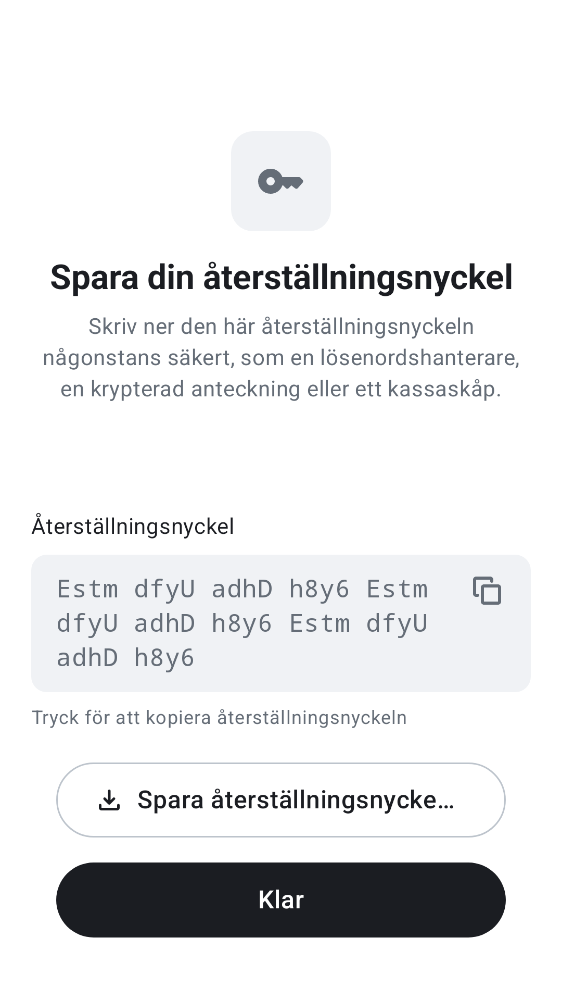 Spara din återställningsnyckel
Skriv ner den här återställningsnyckeln
någonstans säkert, som en lösenordshanterare,
en krypterad anteckning eller ett kassaskåp.
Återställningsnyckel
Estm dfyU adhD h8y6 Estm
dfyU adhD h8y6 Estm dfyU
adhD h8y6
Tryck för att kopiera återställningsnyckeln
Spara återställningsnycke…
Klar